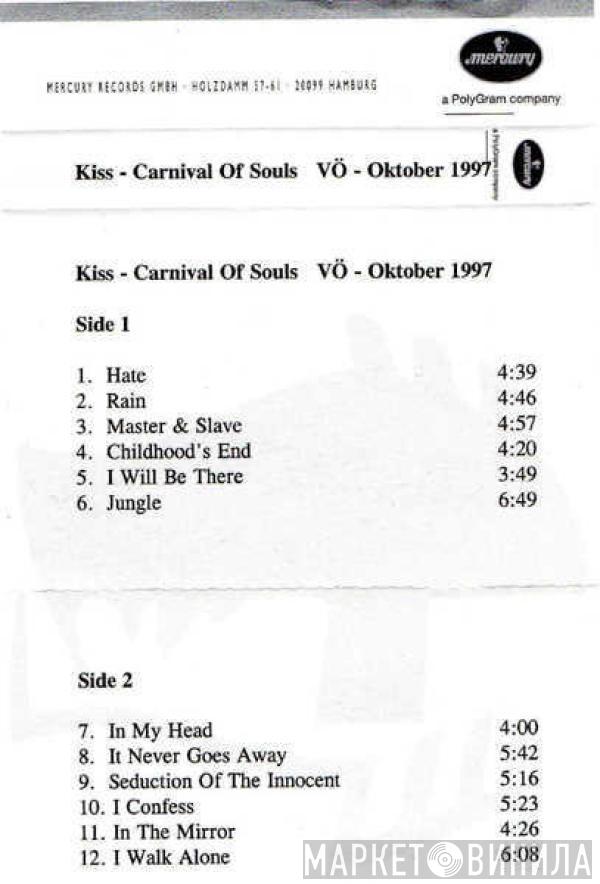 mercury
MERCURY RECORDS GMBH · HOLZDAMM 57-61 · 20099 HAMBURG
a PolyGram company
Kiss - Carnival Of Souls VÖ - Oktober 1997
a PolyGram company
mercury
Kiss - Carnival Of Souls VÖ - Oktober 1997
Side 1
1. Hate 4:39
2. Rain 4:46
3. Master & Slave 4:57
4. Childhood's End 4:20
5. I Will Be There 3:49
6. Jungle 6:49
Side 2
7. In My Head 4:00
8. It Never Goes Away 5:42
9. Seduction Of The Innocent 5:16
10. I Confess 5:23
11. In The Mirror 4:26
12. I Walk Alone 6:08
МАРКЕТ ВИНИЛА